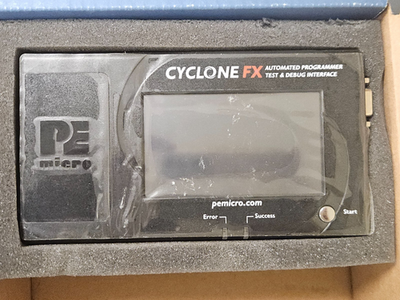 CYCLONE FX AUTOMATED PROGRAMMER
TEST & DEBUG INTERFACE
PE
micro
pemicro.com
Error
Success
Start